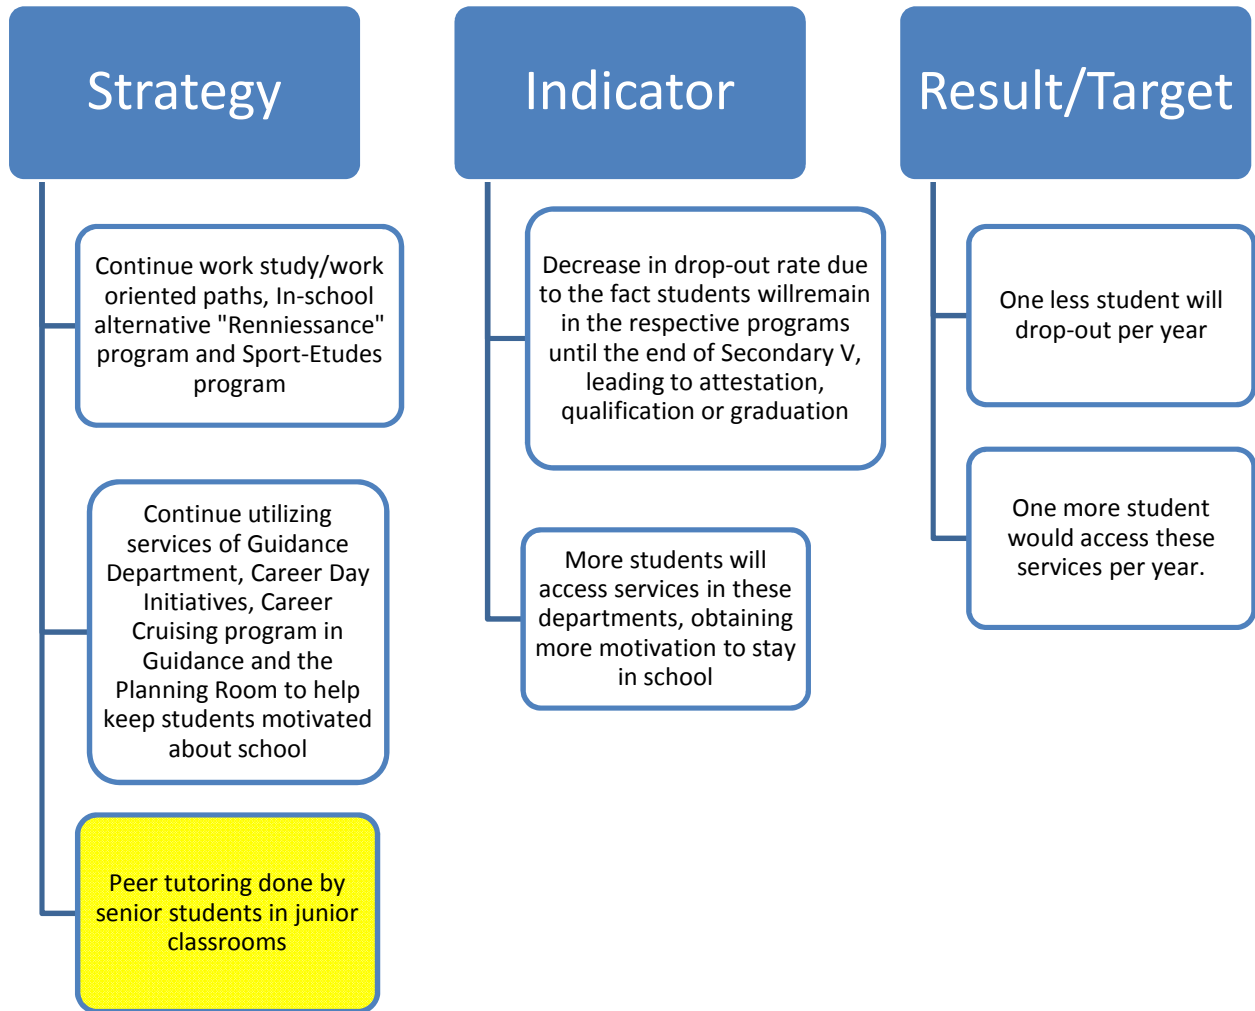 Strategy
Continue work study/work
oriented paths, In-school
alternative "Renniessance"
program and Sport-Etudes
program
Continue utilizing
services of Guidance
Department, Career Day
Initiatives, Career
Cruising program in
Guidance and the
Planning Room to help
keep students motivated
about school
Peer tutoring done by
senior students in junior
classrooms
Indicator
Decrease in drop-out rate due
to the fact students willremain
in the respective programs
until the end of Secondary V,
leading to attestation,
qualification or graduation
More students will
access services in these
departments, obtaining
more motivation to stay
in school
Result/Target
One less student will
drop-out per year
One more student
would access these
services per year.